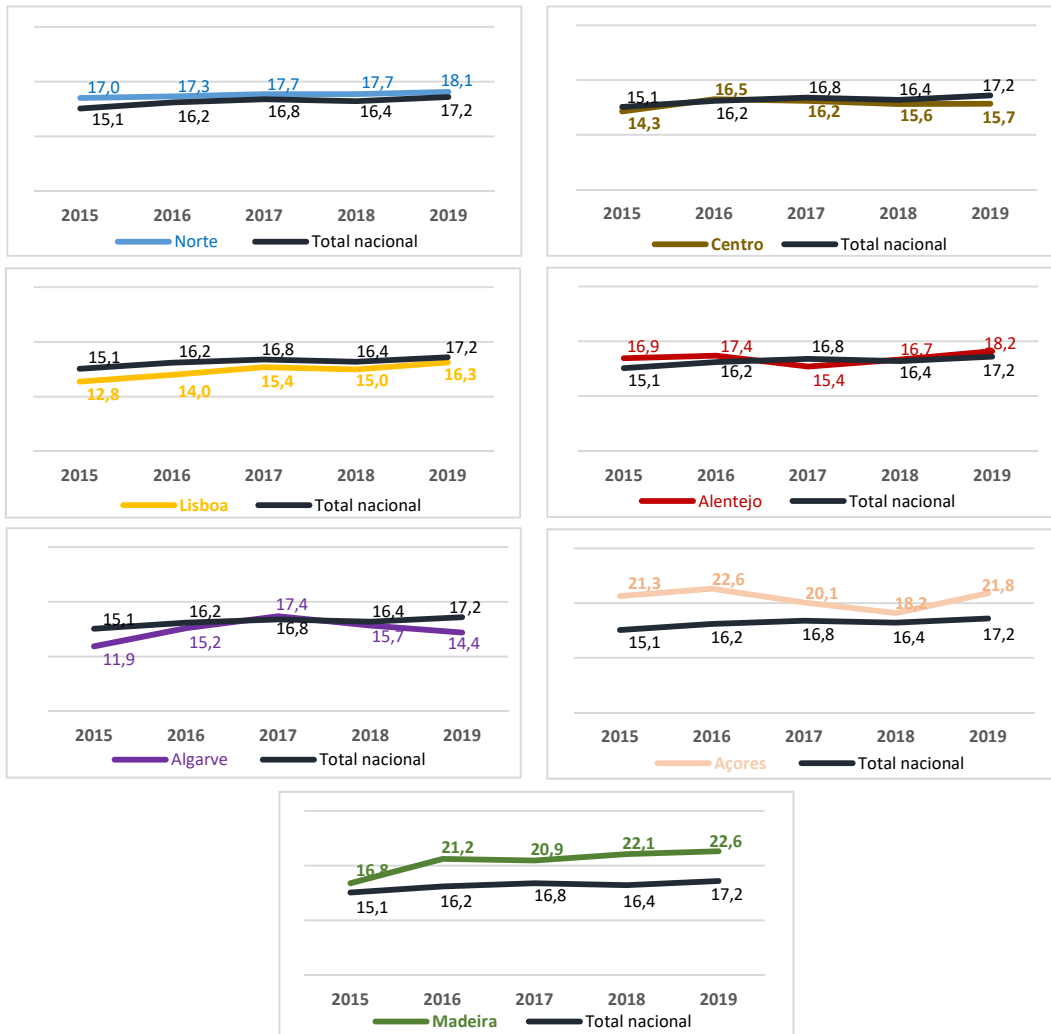 17,0 17,3 17,7 17,7 18,1
15,1 16,2 16,8 16,4 17,2
2015 2016 2017 2018 2019
Norte Total nacional
15,1 16,5 16,8 16,4 17,2
14,3 16,2 16,2 15,6 15,7
2015 2016 2017 2018 2019
Centro Total nacional
15,1 16,2 16,8 16,4 17,2
12,8 14,0 15,4 15,0 16,3
2015 2016 2017 2018 2019
Lisboa Total nacional
16,9 17,4 16,8 16,7 18,2
15,1 16,2 15,4 16,4 17,2
2015 2016 2017 2018 2019
Alentejo Total nacional
15,1 16,2 17,4 16,4 17,2
11,9 15,2 16,8 15,7 14,4
2015 2016 2017 2018 2019
Algarve Total nacional
21,3 22,6 20,1 18,2 21,8
15,1 16,2 16,8 16,4 17,2
2015 2016 2017 2018 2019
Açores Total nacional
16,8 21,2 20,9 22,1 22,6
15,1 16,2 16,8 16,4 17,2
2015 2016 2017 2018 2019
Madeira Total nacional